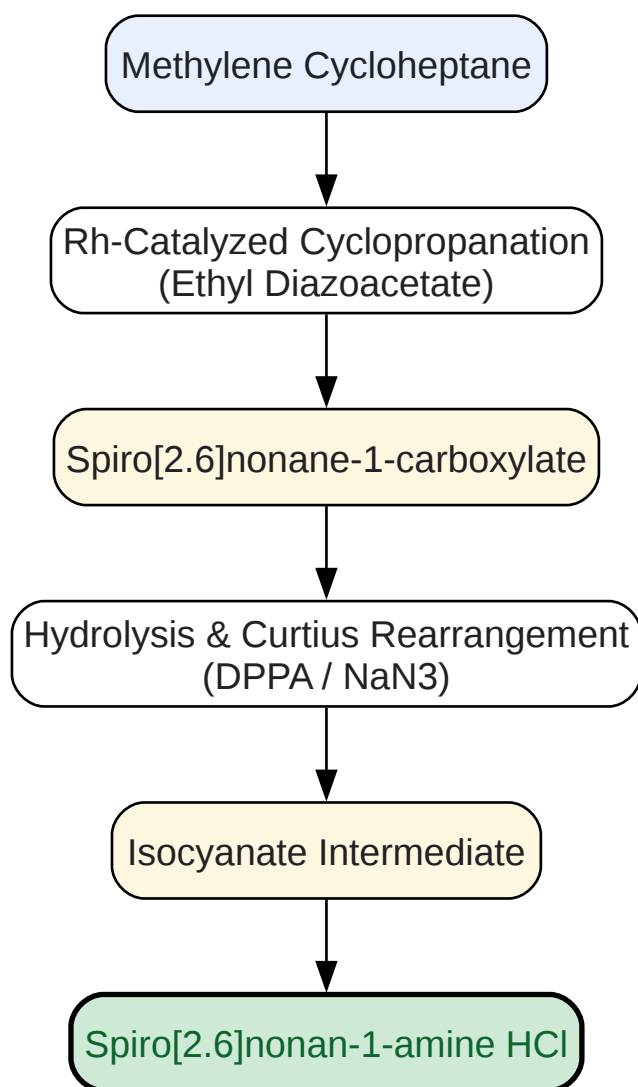 Methylene Cycloheptane
Rh-Catalyzed Cyclopropanation
(Ethyl Diazoacetate)
Spiro[2.6]nonane-1-carboxylate
Hydrolysis & Curtius Rearrangement
(DPPA / NaN3)
Isocyanate Intermediate
Spiro[2.6]nonan-1-amine HCl